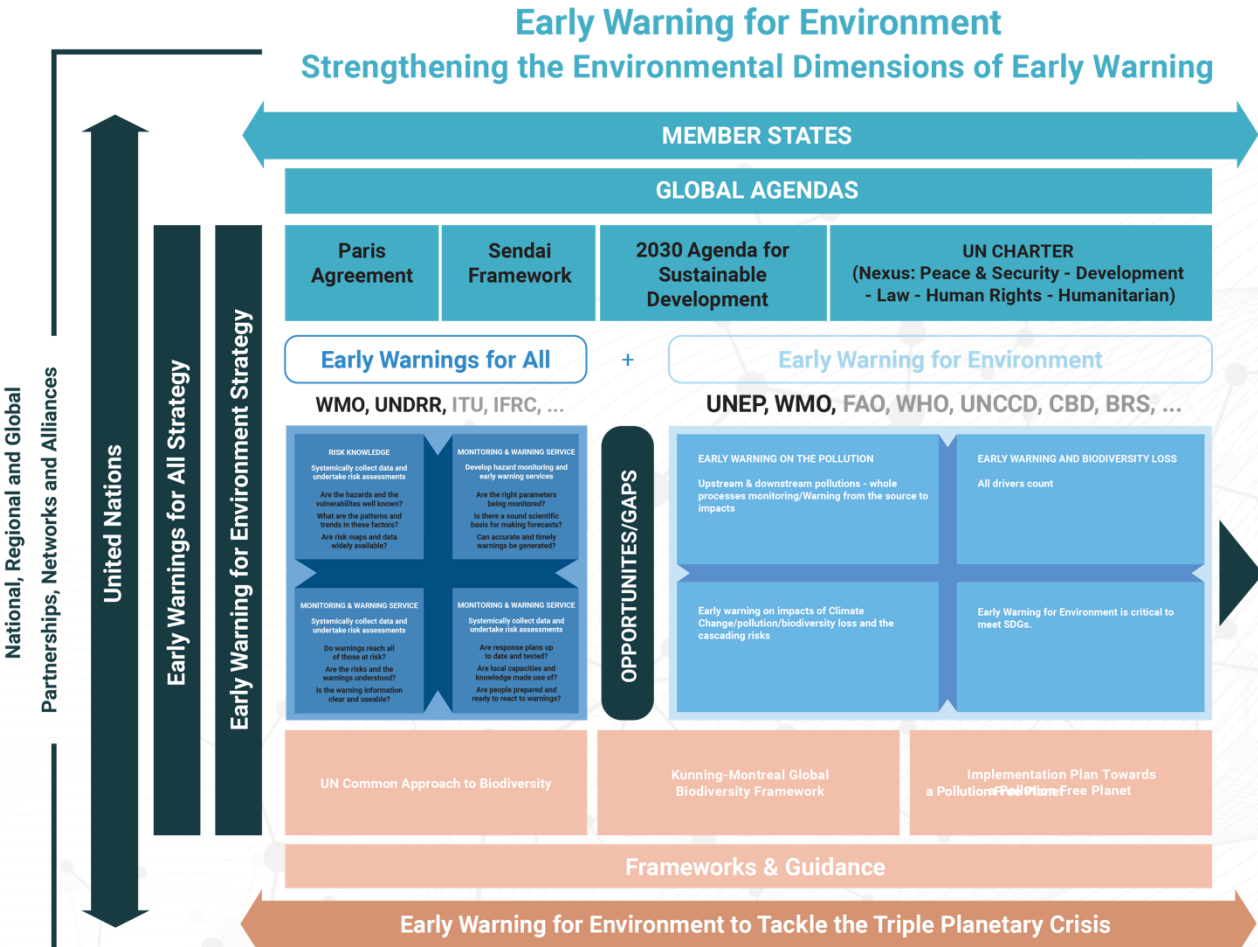 Early Warning for Environment
Strengthening the Environmental Dimensions of Early Warning
National, Regional and Global
Partnerships, Networks and Alliances
United Nations
Early Warnings for All Strategy
Early Warning for Environment Strategy
MEMBER STATES
GLOBAL AGENDAS
Paris
Agreement
Sendai
Framework
2030 Agenda for
Sustainable
Development
UN CHARTER
(Nexus: Peace & Security - Development
- Law - Human Rights - Humanitarian)
Early Warnings for All
+
Early Warning for Environment
WMO, UNDRR, ITU, IFRC, ...
UNEP, WMO, FAO, WHO, UNCCD, CBD, BRS, ...
RISK KNOWLEDGE
Systemically collect data and
undertake risk assessments
Are the hazards and the
vulnerabilites well known?
What are the patterns and
trends in these factors?
Are risk maps and data
widely available?
MONITORING & WARNING SERVICE
Develop hazard monitoring and
early warning services
Are the right parameters
being monitored?
Is there a sound scientific
basis for making forecasts?
Can accurate and timely
warnings be generated?
MONITORING & WARNING SERVICE
Systematically collect data and
undertake risk assessments
Do warnings reach all
of those at risk?
Are the risks and the
warnings understood?
Is the warning information
clear and useable?
MONITORING & WARNING SERVICE
Systematically collect data and
undertake risk assessments
Are response plans up
to date and tested?
Are local capacities and
knowledge made use of?
Are people prepared and
ready to react to warnings?
OPPORTUNITES/GAPS
EARLY WARNING ON THE POLLUTION
Upstream & downstream pollutions - whole
processes monitoring/Warning from the source to
impacts
EARLY WARNING AND BIODIVERSITY LOSS
All drivers count
Early warning on impacts of Climate
Change/pollution/biodiversity loss and the
cascading risks
Early Warning for Environment is critical to
meet SDGs.
UN Common Approach to Biodiversity
Kunning-Montreal Global
Biodiversity Framework
Implementation Plan Towards
a Pollution Free Planet
a Pollution Free Planet
Frameworks & Guidance
Early Warning for Environment to Tackle the Triple Planetary Crisis